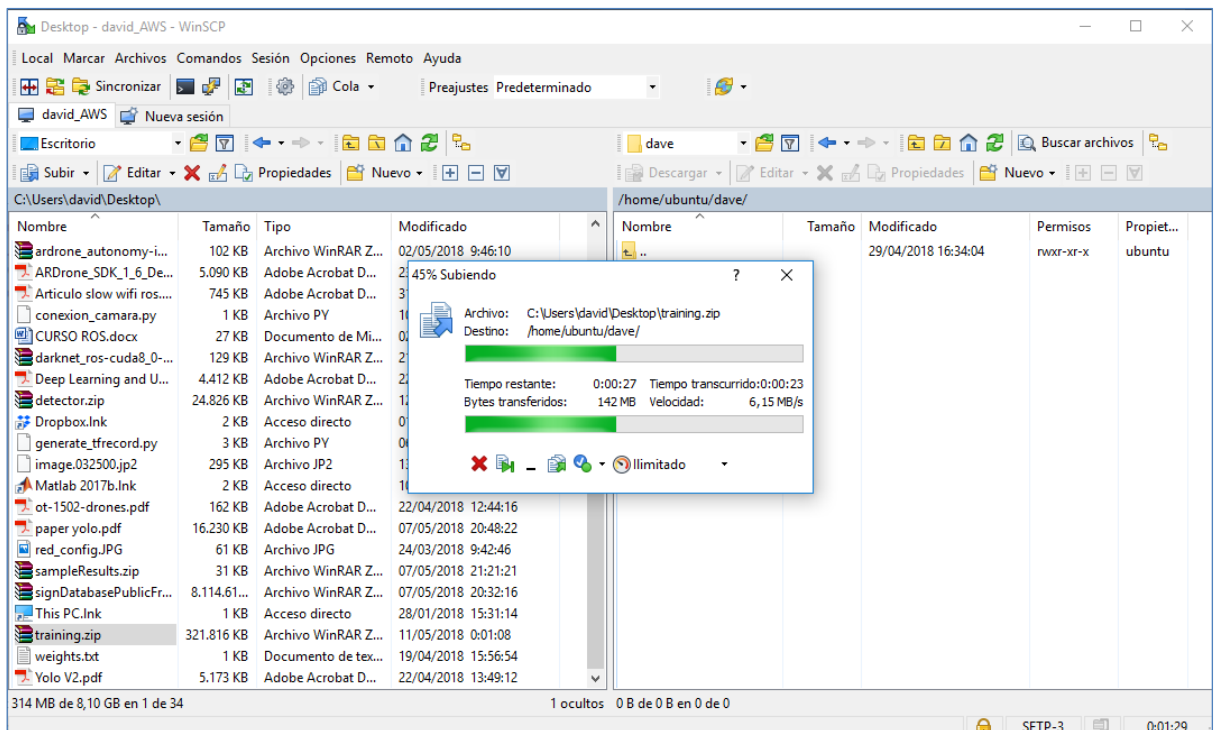 Desktop - david_AWS - WinSCP
Local Marcar Archivos Comandos Sesión Opciones Remoto Ayuda
Sincronizar Cola Preajustes Predeterminado
david_AWS Nueva sesión
Escritorio dave Buscar archivos
Subir Editar Propiedades Nuevo Descargar Editar Propiedades Nuevo
C:\Users\david\Desktop\ /home/ubuntu/dave/
Nombre Tamaño Tipo Modificado Nombre Tamaño Modificado Permisos Propiet...
ardrone_autonomy-i... 102 KB Archivo WinRAR Z... 02/05/2018 9:46:10 .. 29/04/2018 16:34:04 rwxr-xr-x ubuntu
ARDrone_SDK_1_6_De... 5.090 KB Adobe Acrobat D...
Articulo slow wifi ros.... 745 KB Adobe Acrobat D...
conexion_camara.py 1 KB Archivo PY
CURSO ROS.docx 27 KB Documento de Mi...
darknet_ros-cuda8_0-... 129 KB Archivo WinRAR Z...
Deep Learning and U... 4.412 KB Adobe Acrobat D...
detector.zip 24.826 KB Archivo WinRAR Z...
Dropbox.lnk 2 KB Acceso directo
generate_tfrecord.py 3 KB Archivo PY
image.032500.jp2 295 KB Archivo JP2
Matlab 2017b.lnk 2 KB Acceso directo
ot-1502-drones.pdf 162 KB Adobe Acrobat D... 22/04/2018 12:44:16
paper yolo.pdf 16.230 KB Adobe Acrobat D... 07/05/2018 20:48:22
red_config.JPG 61 KB Archivo JPG 24/03/2018 9:42:46
sampleResults.zip 31 KB Archivo WinRAR Z... 07/05/2018 21:21:21
signDatabasePublicFr... 8.114.61... Archivo WinRAR Z... 07/05/2018 20:32:16
This PC.lnk 1 KB Acceso directo 28/01/2018 15:31:14
training.zip 321.816 KB Archivo WinRAR Z... 11/05/2018 0:01:08
weights.txt 1 KB Documento de tex... 19/04/2018 15:56:54
Yolo V2.pdf 5.173 KB Adobe Acrobat D... 22/04/2018 13:49:12
45% Subiendo ?
Archivo: C:\Users\david\Desktop\training.zip
Destino: /home/ubuntu/dave/
Tiempo restante: 0:00:27 Tiempo transcurrido:0:00:23
Bytes transferidos: 142 MB Velocidad: 6,15 MB/s
Ilimitado
314 MB de 8,10 GB en 1 de 34 1 ocultos 0 B de 0 B en 0 de 0
SFTP-3 0:01:29